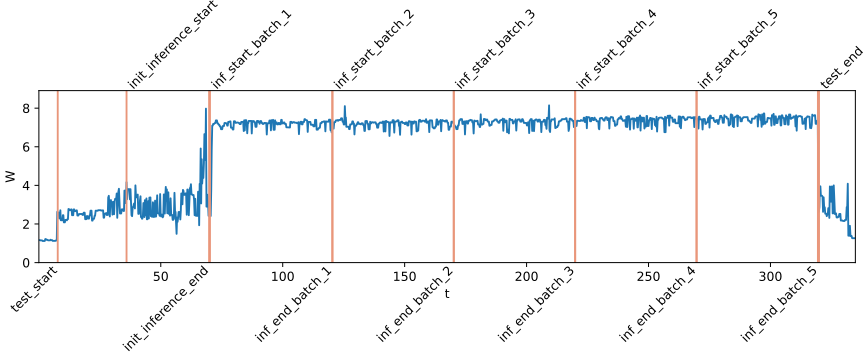 init_inference_start
inf_start_batch_1
inf_start_batch_2
inf_start_batch_3
inf_start_batch_4
inf_start_batch_5
test_end
W
8
6
4
2
0
50
100
150
200
250
300
t
test_start
init_inference_end
inf_end_batch_1
inf_end_batch_2
inf_end_batch_3
inf_end_batch_4
inf_end_batch_5